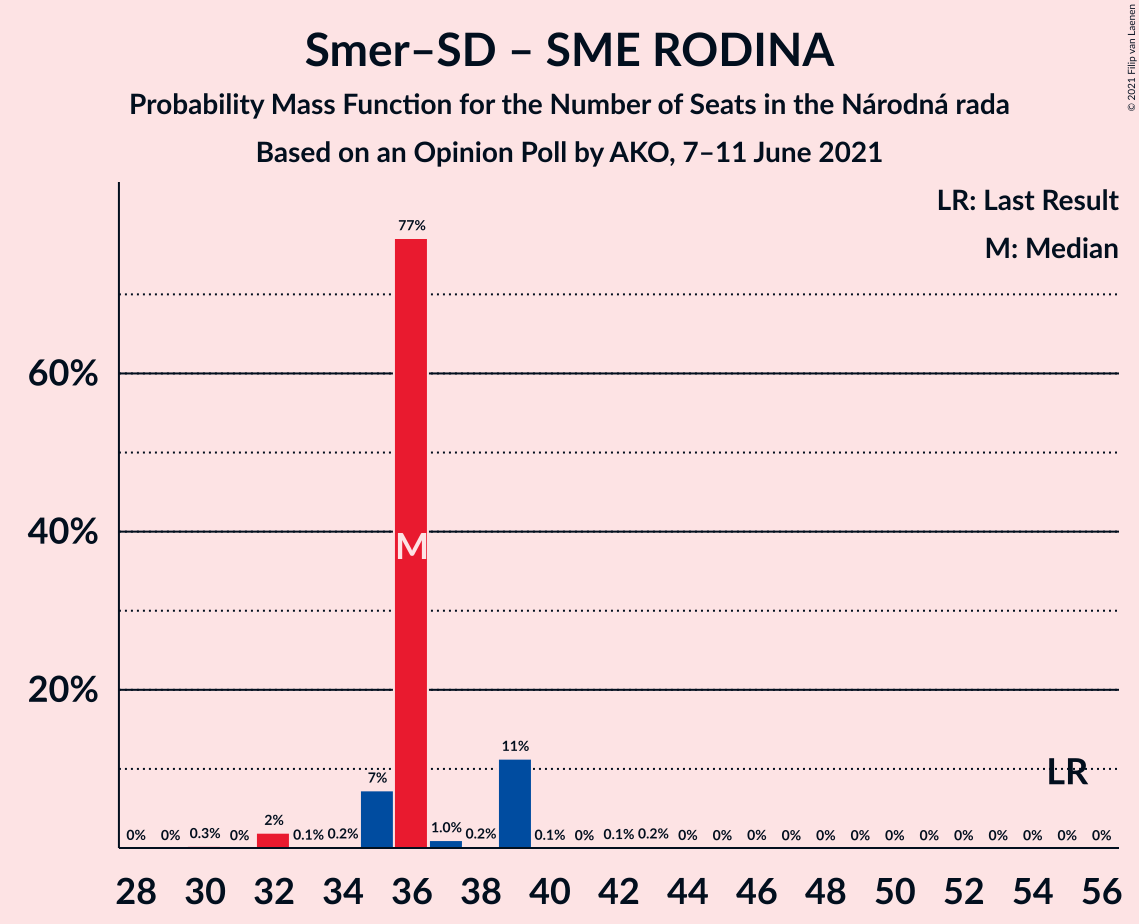 Smer–SD – SME RODINA
Probability Mass Function for the Number of Seats in the Národná rada
Based on an Opinion Poll by AKO, 7–11 June 2021
© 2021 Filip van Laenen
LR: Last Result
M: Median
77%
60%
40%
M
20%
11%
LR
7%
0% 0% 0.3% 0% 2% 0.1% 0.2% 1.0% 0.2% 0.1% 0% 0.1% 0.2% 0% 0% 0% 0% 0% 0% 0% 0% 0% 0% 0% 0% 0%
28 30 32 34 36 38 40 42 44 46 48 50 52 54 56